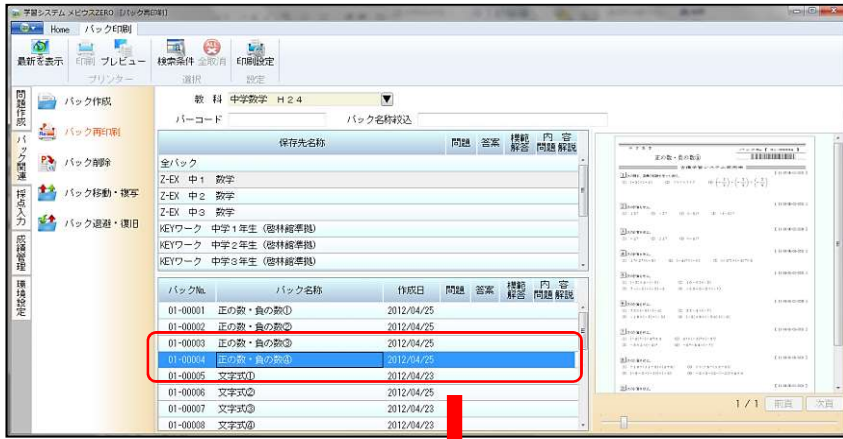 学習システム メビウスZERO [パック再印刷]
Home パック印刷
最新を表示 印刷 プレビュー 検索条件 全取消 印刷設定
プリンター 選択 設定
問題作成
パック関連
採点入力
成績管理
環境設定
パック作成
パック再印刷
パック削除
パック移動・複写
パック退避・復旧
教 科 中学数学 H24
バーコード パック名称絞込
保存先名称 問題 答案 模範解答 内容問題解説
全パック
Z-EX 中1 数学
Z-EX 中2 数学
Z-EX 中3 数学
KEYワーク 中学1年生(啓林館準拠)
KEYワーク 中学2年生(啓林館準拠)
KEYワーク 中学3年生(啓林館準拠)
パックNo. パック名称 作成日 問題 答案 模範解答 内容問題解説
01-00001 正の数・負の数① 2012/04/25
01-00002 正の数・負の数② 2012/04/25
01-00003 正の数・負の数③ 2012/04/25
01-00004 正の数・負の数④ 2012/04/25
01-00005 文字式① 2012/04/23
01-00006 文字式② 2012/04/25
01-00007 文字式③ 2012/04/23
01-00008 文字式④ 2012/04/23
正の数・負の数④
1 / 1 前頁 次頁